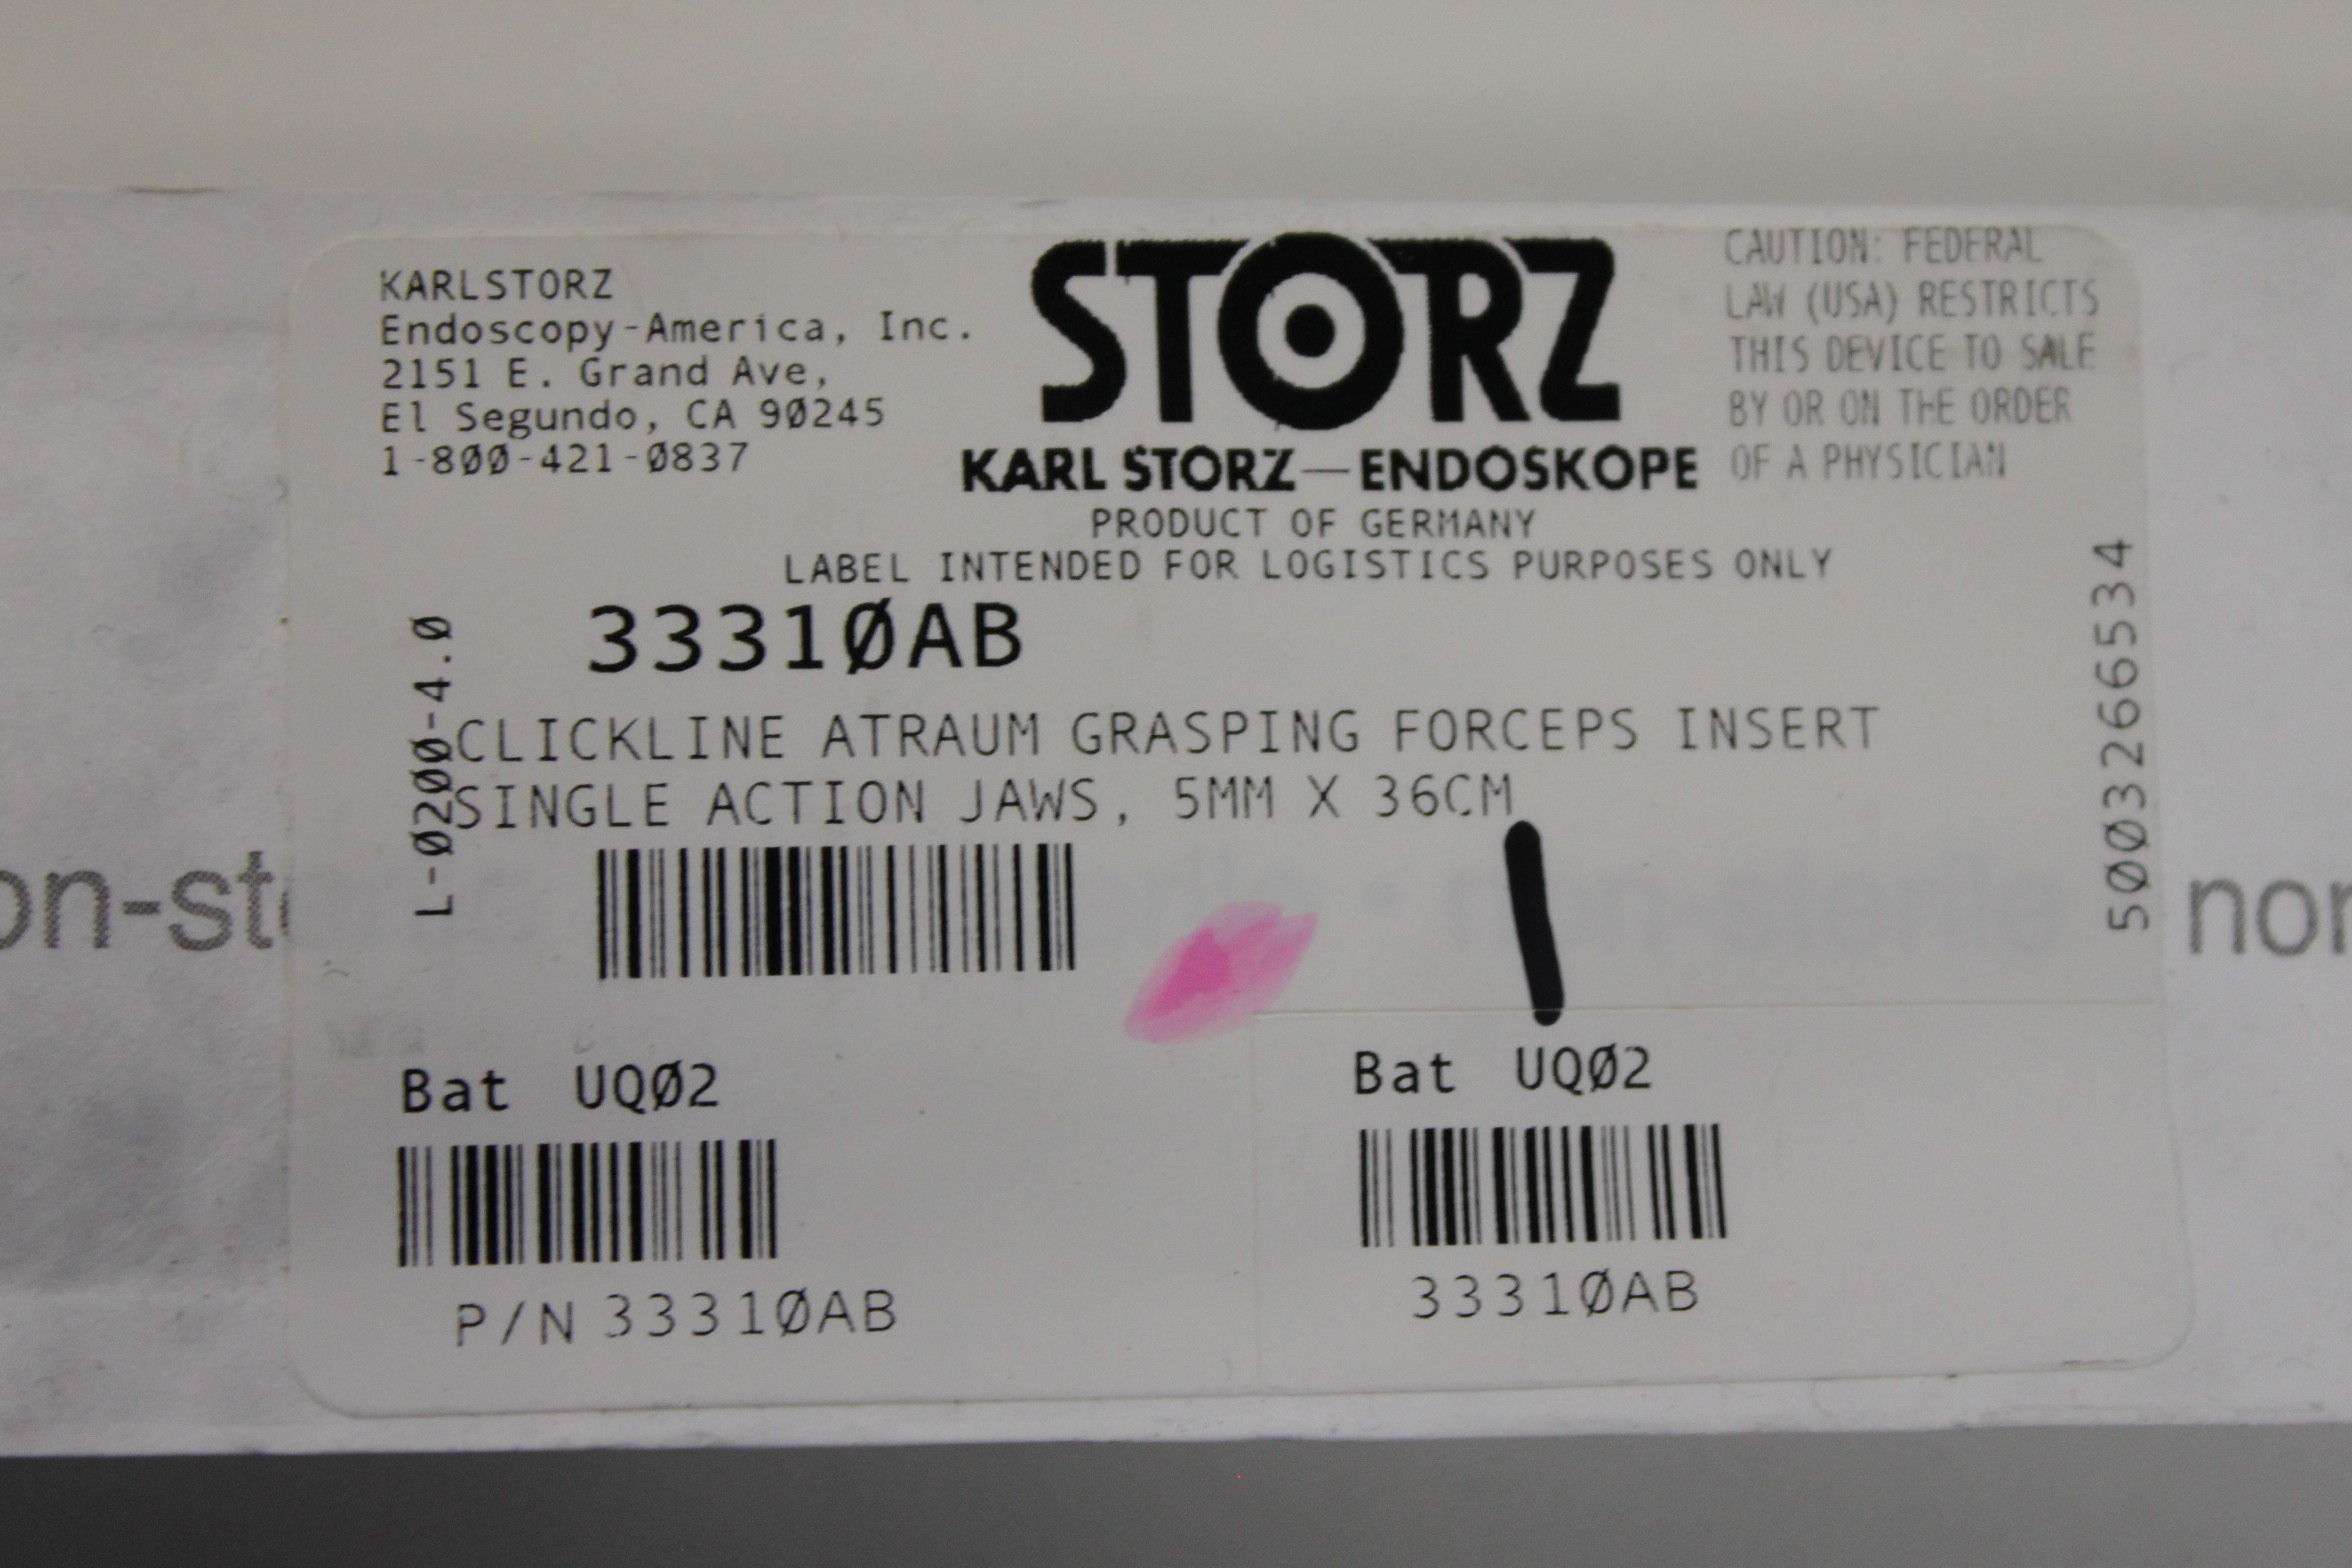 KARLSTORZ
Endoscopy-America, Inc.
2151 E. Grand Ave,
El Segundo, CA 90245
1-800-421-0837
STORZ
KARL STORZ—ENDOSKOPE
PRODUCT OF GERMANY
LABEL INTENDED FOR LOGISTICS PURPOSES ONLY
CAUTION: FEDERAL
LAW (USA) RESTRICTS
THIS DEVICE TO SALE
BY OR ON THE ORDER
OF A PHYSICIAN
33310AB
CLICKLINE ATRAUM GRASPING FORCEPS INSERT
SINGLE ACTION JAWS, 5MM X 36CM
L-0200-4.0
5003266534
on-st
non
Bat UQ02
P/N 33310AB
Bat UQ02
33310AB